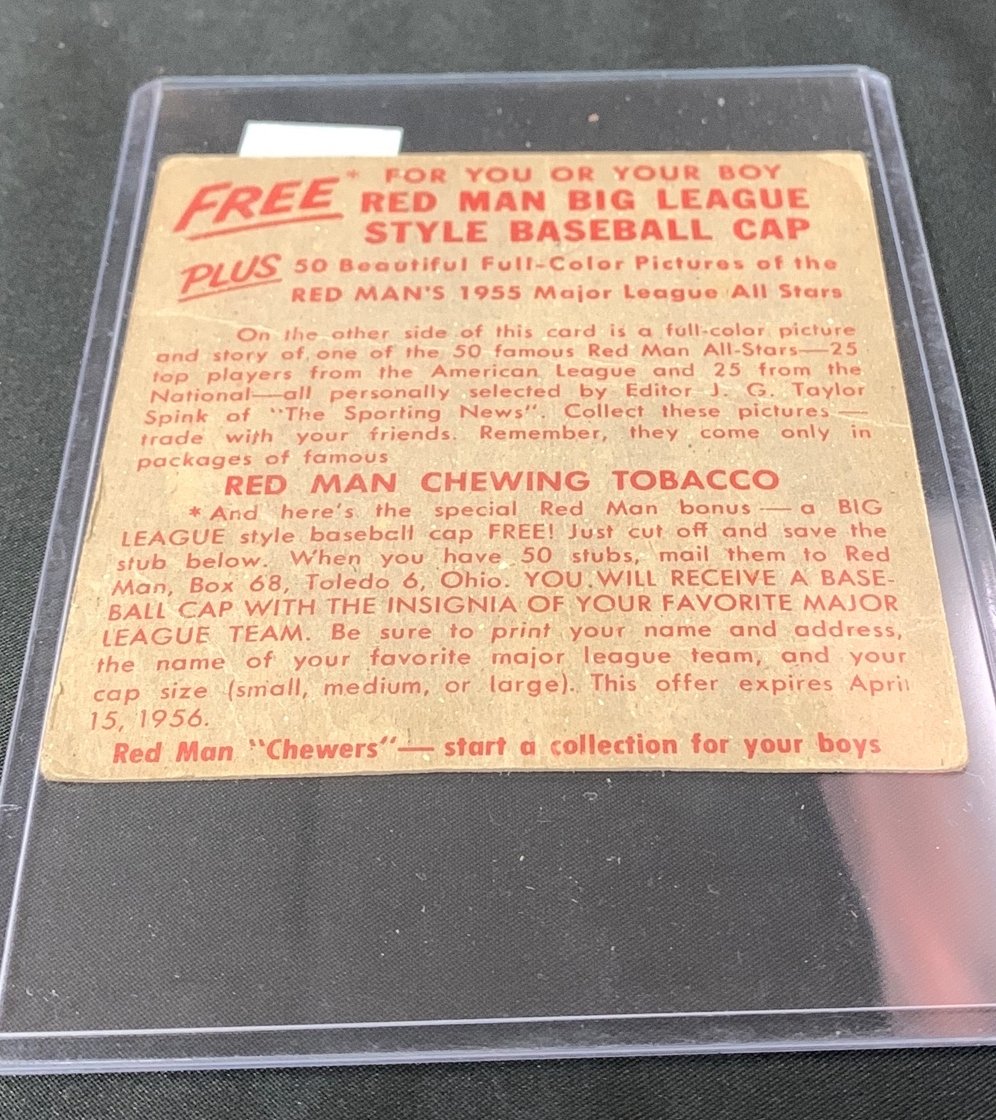 FREE* FOR YOU OR YOUR BOY
RED MAN BIG LEAGUE
STYLE BASEBALL CAP
PLUS 50 Beautiful Full-Color Pictures of the
RED MAN'S 1955 Major League All Stars
On the other side of this card is a full-color picture
and story of one of the 50 famous Red Man All-Stars—25
top players from the American League and 25 from the
National—all personally selected by Editor J. G. Taylor
Spink of "The Sporting News". Collect these pictures —
trade with your friends. Remember, they come only in
packages of famous
RED MAN CHEWING TOBACCO
*And here's the special Red Man bonus — a BIG
LEAGUE style baseball cap FREE! Just cut off and save the
stub below. When you have 50 stubs, mail them to Red
Man, Box 68, Toledo 6, Ohio. YOU WILL RECEIVE A BASE-
BALL CAP WITH THE INSIGNIA OF YOUR FAVORITE MAJOR
LEAGUE TEAM. Be sure to print your name and address,
the name of your favorite major league team, and your
cap size (small, medium, or large). This offer expires April
15, 1956.
Red Man "Chewers"— start a collection for your boys